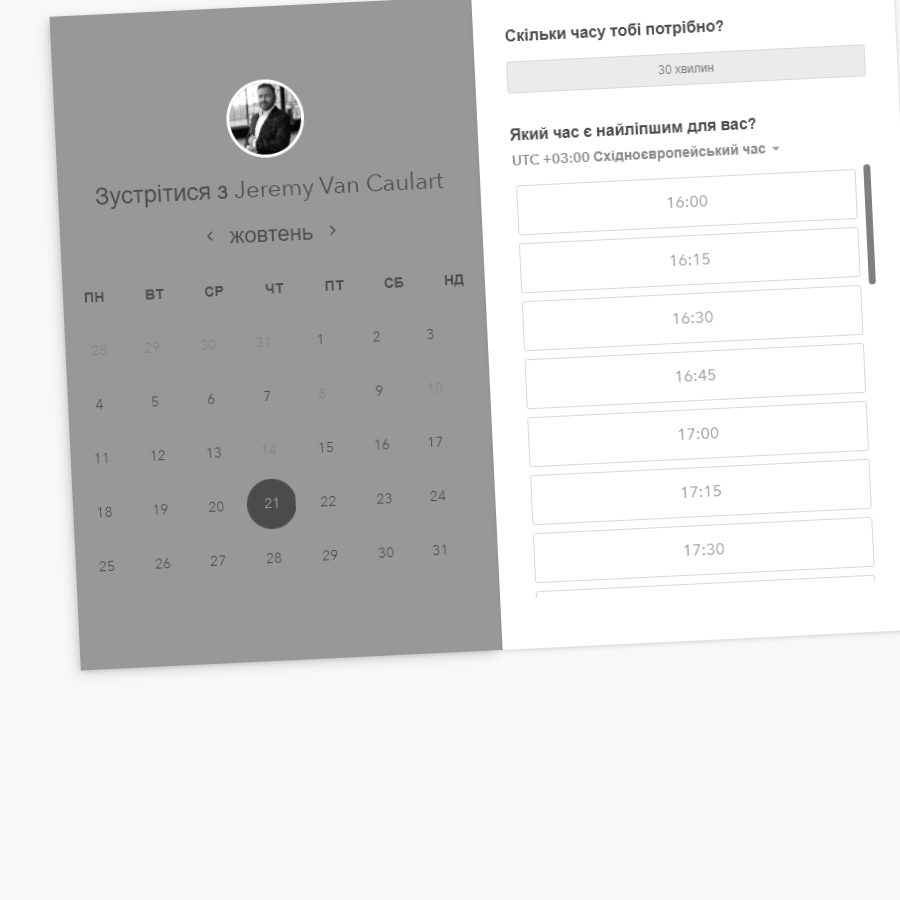 Зустрітися з Jeremy Van Caulart
жовтень
ПН ВТ СР ЧТ ПТ СБ НД
28 29 30 31 1 2 3
4 5 6 7 8 9 10
11 12 13 14 15 16 17
18 19 20 21 22 23 24
25 26 27 28 29 30 31
Скільки часу тобі потрібно?
30 хвилин
Який час є найліпшим для вас?
UTC +03:00 Східноєвропейський час
16:00
16:15
16:30
16:45
17:00
17:15
17:30